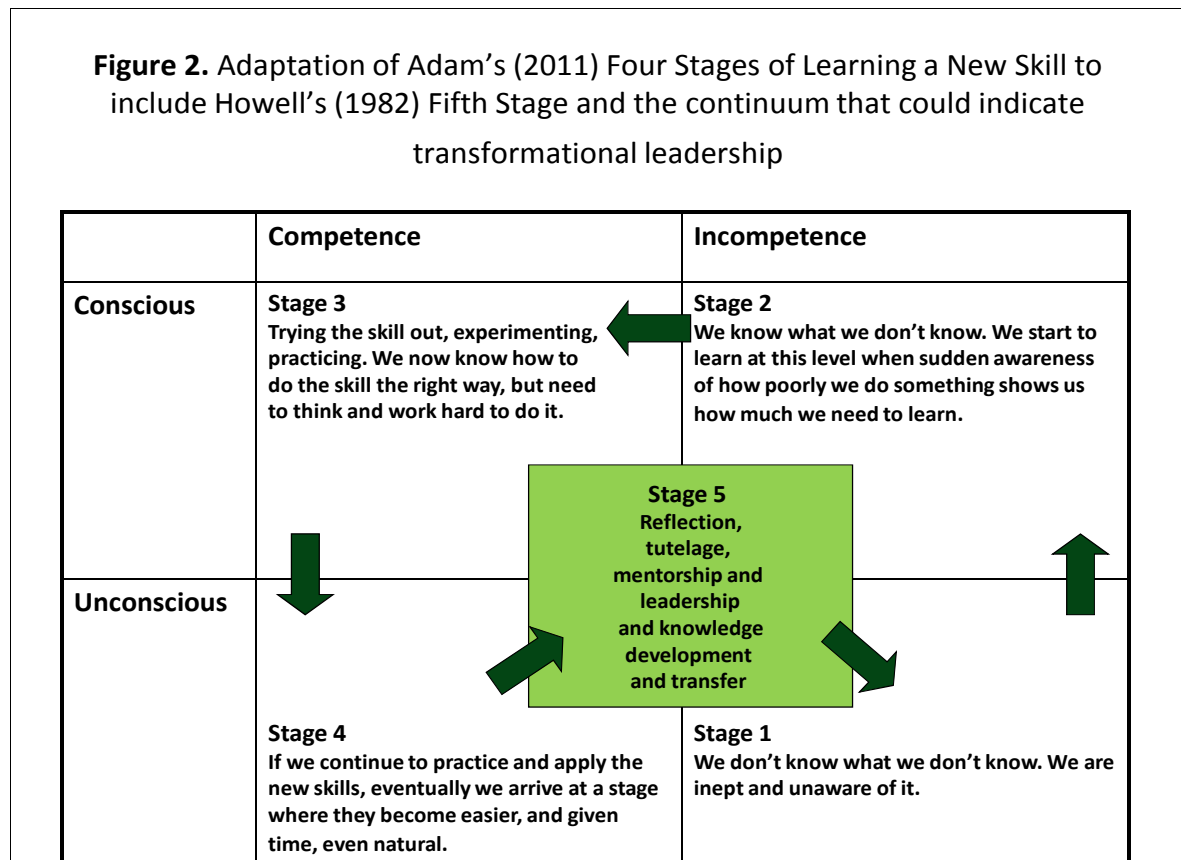 Figure 2. Adaptation of Adam’s (2011) Four Stages of Learning a New Skill to
include Howell’s (1982) Fifth Stage and the continuum that could indicate
transformational leadership
Competence
Incompetence
Conscious
Stage 3
Trying the skill out, experimenting,
practicing. We now know how to
do the skill the right way, but need
to think and work hard to do it.
Stage 2
We know what we don’t know. We start to
learn at this level when sudden awareness
of how poorly we do something shows us
how much we need to learn.
Stage 5
Reflection,
tutelage,
mentorship and
leadership
and knowledge
development
and transfer
Unconscious
Stage 4
If we continue to practice and apply the
new skills, eventually we arrive at a stage
where they become easier, and given
time, even natural.
Stage 1
We don’t know what we don’t know. We are
inept and unaware of it.